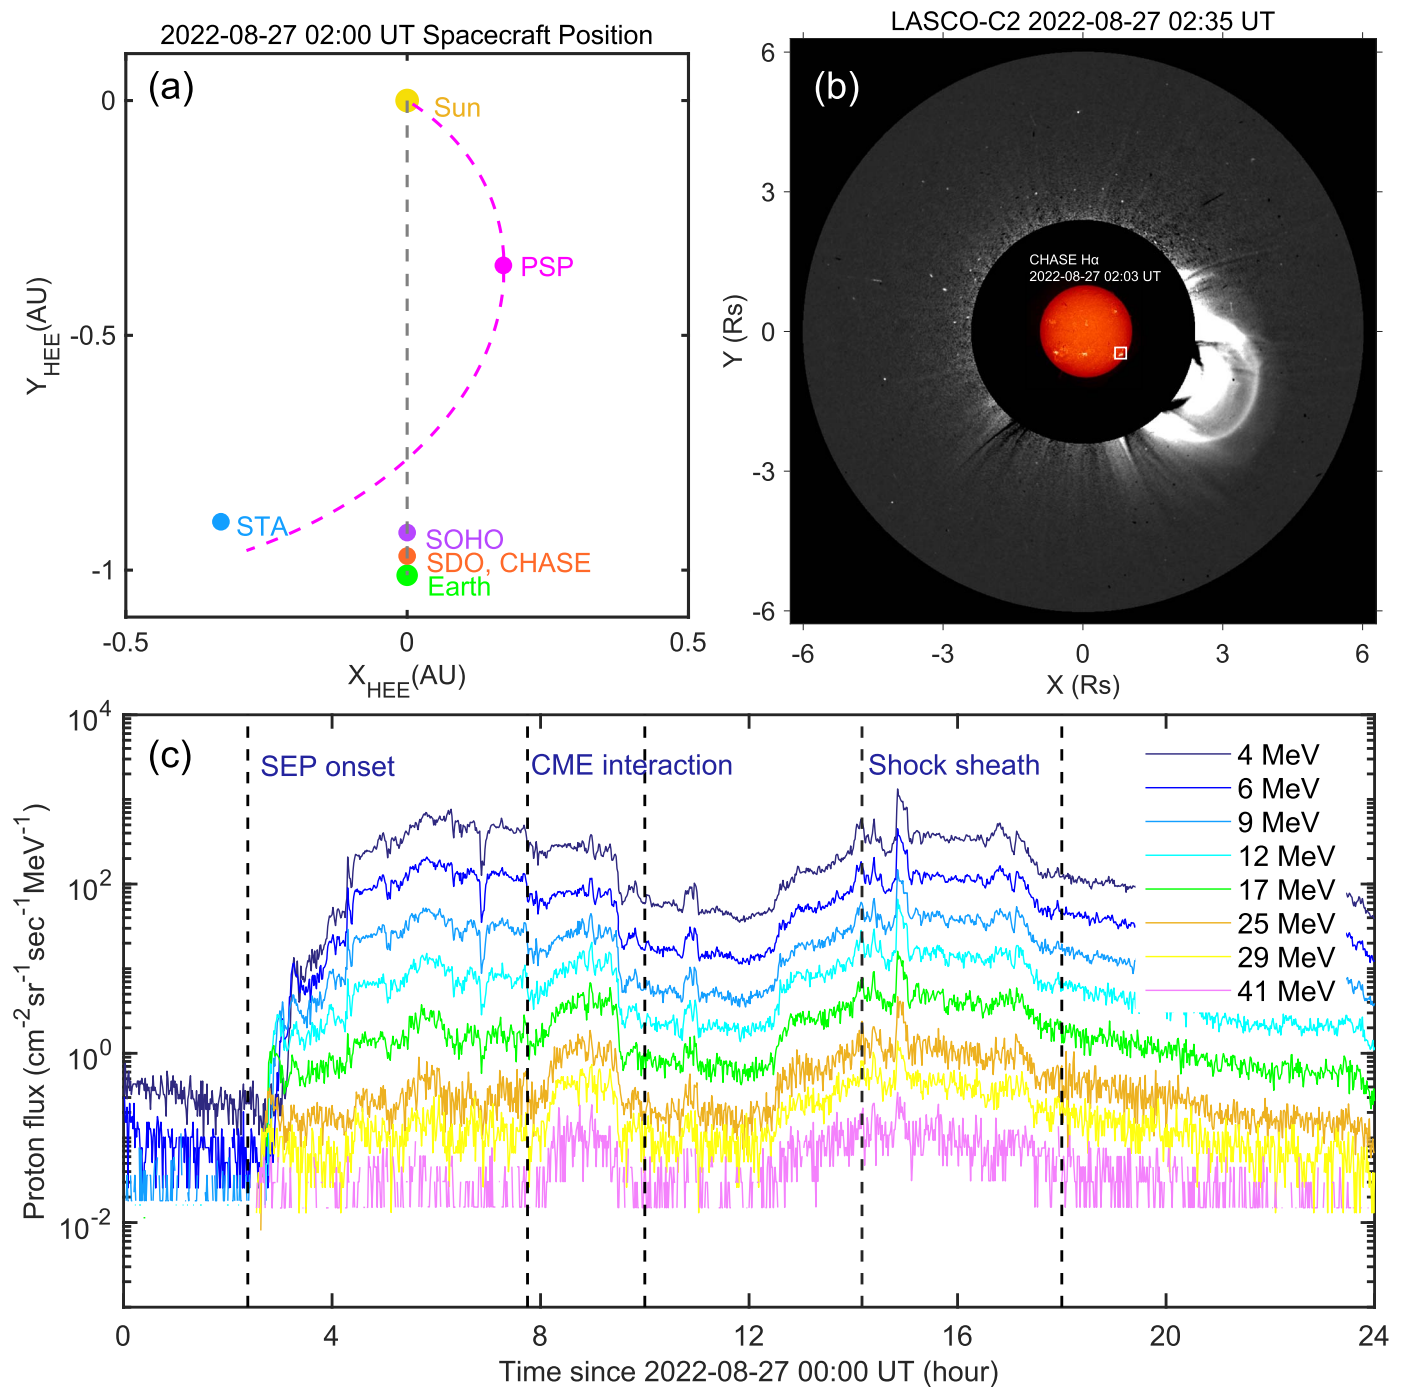 2022-08-27 02:00 UT Spacecraft Position
(a)
0
-0.5
-1
-0.5
0
0.5
Y_HEE(AU)
X_HEE(AU)
Sun
PSP
STA
SOHO
SDO, CHASE
Earth
LASCO-C2 2022-08-27 02:35 UT
(b)
6
3
0
-3
-6
-6
-3
0
3
6
Y (Rs)
X (Rs)
CHASE Hα
2022-08-27 02:03 UT
(c)
SEP onset
CME interaction
Shock sheath
4 MeV
6 MeV
9 MeV
12 MeV
17 MeV
25 MeV
29 MeV
41 MeV
10^4
10^2
10^0
10^-2
Proton flux (cm^-2sr^-1sec^-1MeV^-1)
0
4
8
12
16
20
24
Time since 2022-08-27 00:00 UT (hour)